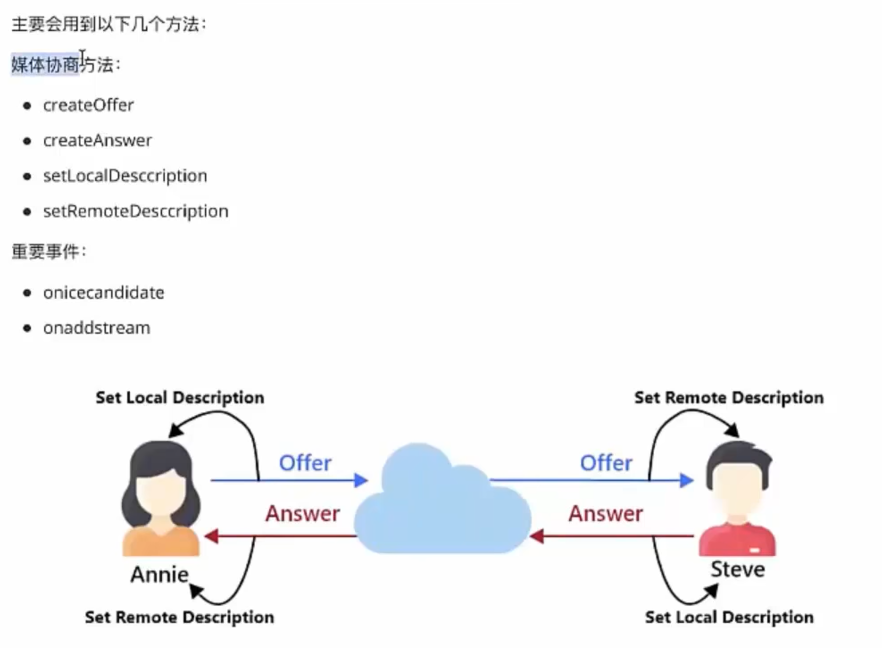 主要会用到以下几个方法：
媒体协商方法：
createOffer
createAnswer
setLocalDesccription
setRemoteDesccription
重要事件：
onicecandidate
onaddstream
Set Local Description
Set Remote Description
Offer
Offer
Answer
Answer
Annie
Steve
Set Remote Description
Set Local Description